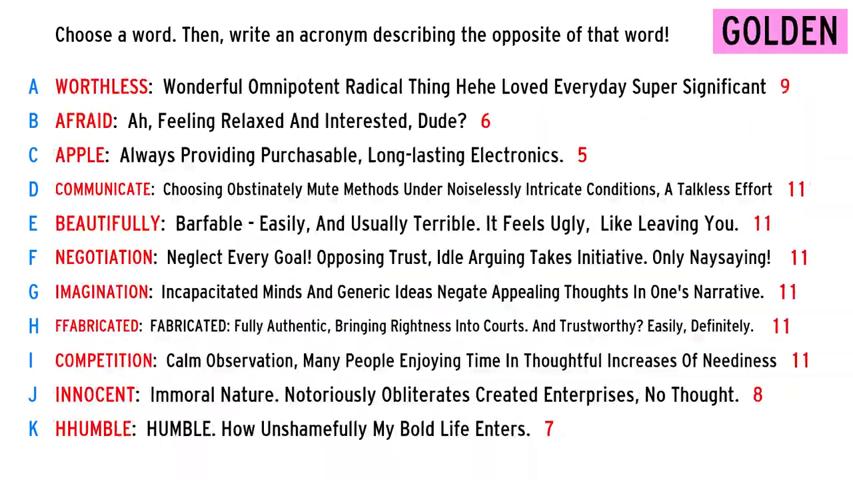 Choose a word. Then, write an acronym describing the opposite of that word!
GOLDEN
A WORTHLESS: Wonderful Omnipotent Radical Thing Hehe Loved Everyday Super Significant 9
B AFRAID: Ah, Feeling Relaxed And Interested, Dude? 6
C APPLE: Always Providing Purchasable, Long-lasting Electronics. 5
D COMMUNICATE: Choosing Obstinately Mute Methods Under Noiselessly Intricate Conditions, A Talkless Effort 11
E BEAUTIFULLY: Barfable - Easily, And Usually Terrible. It Feels Ugly, Like Leaving You. 11
F NEGOTIATION: Neglect Every Goal! Opposing Trust, Idle Arguing Takes Initiative. Only Naysaying! 11
G IMAGINATION: Incapacitated Minds And Generic Ideas Negate Appealing Thoughts In One's Narrative. 11
H FFABRICATED: FABRICATED: Fully Authentic, Bringing Rightness Into Courts. And Trustworthy? Easily, Definitely. 11
I COMPETITION: Calm Observation, Many People Enjoying Time In Thoughtful Increases Of Neediness 11
J INNOCENT: Immoral Nature. Notoriously Obliterates Created Enterprises, No Thought. 8
K HHUMBLE: HUMBLE. How Unshamefully My Bold Life Enters. 7